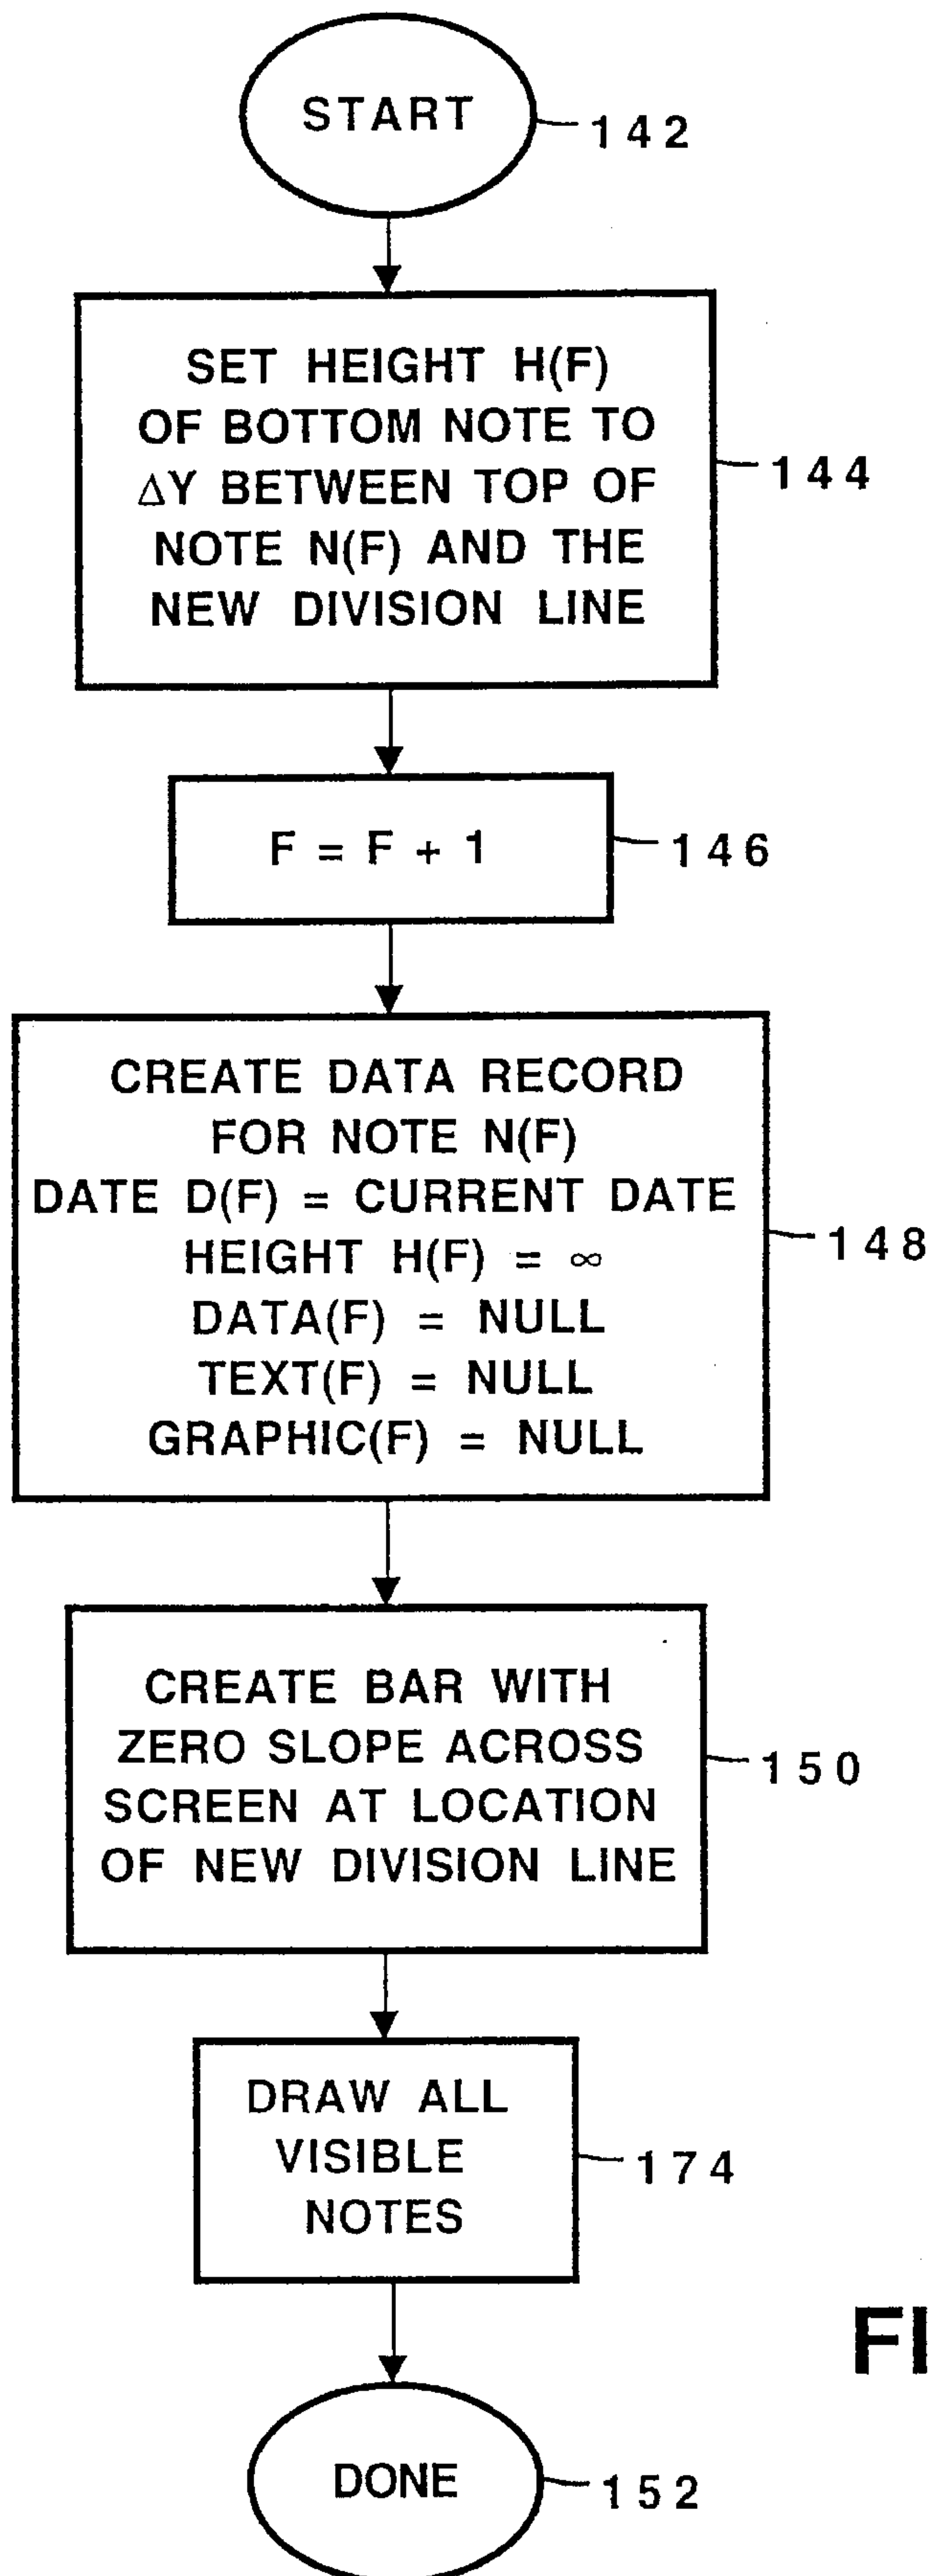 START
142
SET HEIGHT H(F)
OF BOTTOM NOTE TO
ΔY BETWEEN TOP OF
NOTE N(F) AND THE
NEW DIVISION LINE
144
F = F + 1
146
CREATE DATA RECORD
FOR NOTE N(F)
DATE D(F) = CURRENT DATE
HEIGHT H(F) = ∞
DATA(F) = NULL
TEXT(F) = NULL
GRAPHIC(F) = NULL
148
CREATE BAR WITH
ZERO SLOPE ACROSS
SCREEN AT LOCATION
OF NEW DIVISION LINE
150
DRAW ALL
VISIBLE
NOTES
174
FI
DONE
152